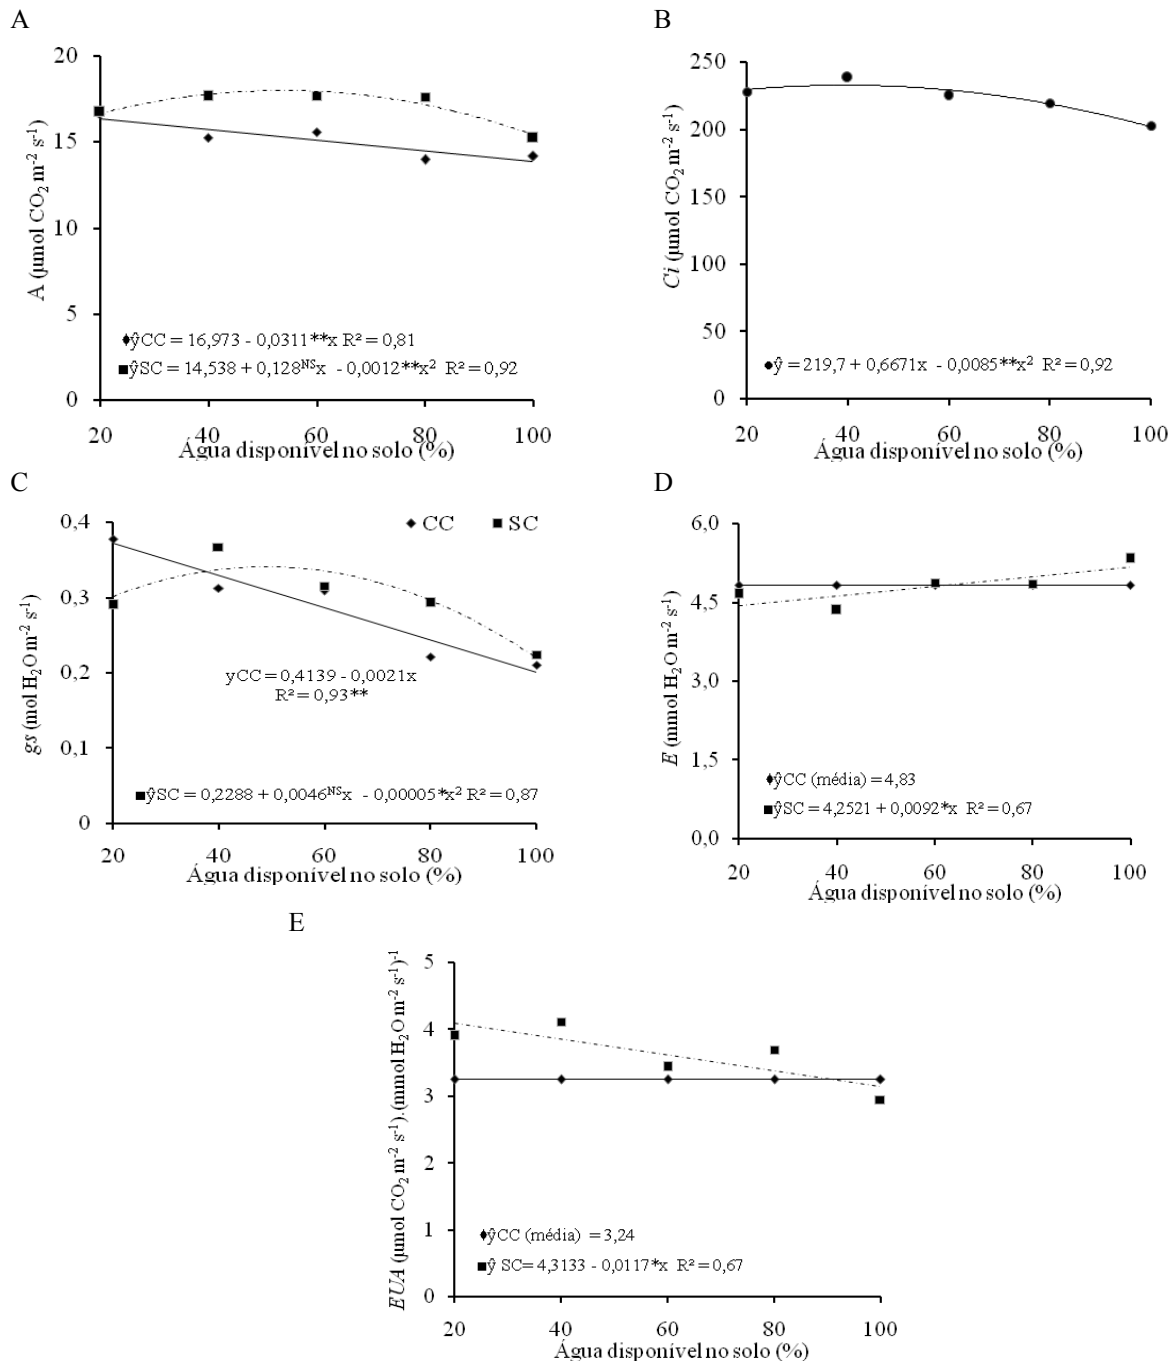 A
20
15
10
5
0
A (µmol CO₂ m⁻² s⁻¹)
♦ŷCC = 16,973 - 0,0311**x R² = 0,81
■ŷSC = 14,538 + 0,128ᴺˢx - 0,0012**x² R² = 0,92
20 40 60 80 100
Água disponível no solo (%)
B
250
200
150
100
50
0
Ci (µmol CO₂ m⁻² s⁻¹)
●ŷ = 219,7 + 0,6671x - 0,0085**x² R² = 0,92
20 40 60 80 100
Água disponível no solo (%)
C
0,4
0,3
0,2
0,1
0
gs (mol H₂O m⁻² s⁻¹)
♦ CC ■ SC
yCC = 0,4139 - 0,0021x
R² = 0,93**
■ŷSC = 0,2288 + 0,0046ᴺˢx - 0,00005*x² R² = 0,87
20 40 60 80 100
Água disponível no solo (%)
D
6,0
4,5
3,0
1,5
0,0
E (mmol H₂O m⁻² s⁻¹)
♦ŷCC (média) = 4,83
■ŷSC = 4,2521 + 0,0092*x R² = 0,67
20 40 60 80 100
Água disponível no solo (%)
E
5
4
3
2
1
0
EUA (µmol CO₂ m⁻² s⁻¹).(mmol H₂O m⁻² s⁻¹)⁻¹
♦ŷCC (média) = 3,24
■ŷ SC= 4,3133 - 0,0117*x R² = 0,67
20 40 60 80 100
Água disponível no solo (%)